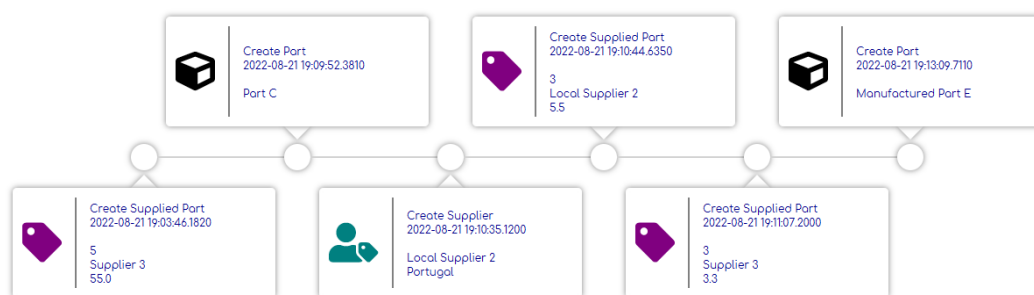 Create Part
2022-08-21 19:09:52.3810
Part C
Create Supplied Part
2022-08-21 19:10:44.6350
3
Local Supplier 2
5.5
Create Part
2022-08-21 19:13:09.7110
Manufactured Part E
Create Supplied Part
2022-08-21 19:03:46.1820
5
Supplier 3
55.0
Create Supplier
2022-08-21 19:10:35.1200
Local Supplier 2
Portugal
Create Supplied Part
2022-08-21 19:11:07.2000
3
Supplier 3
3.3